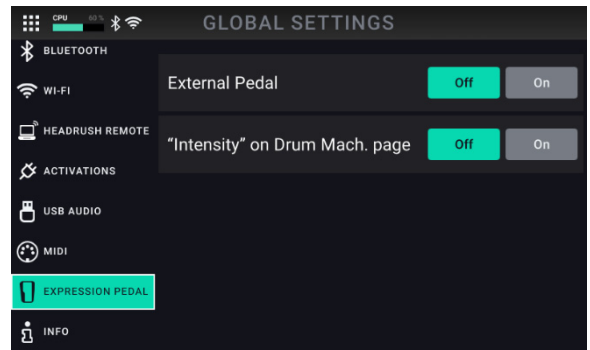 CPU 60% GLOBAL SETTINGS
BLUETOOTH
WI-FI
HEADRUSH REMOTE
ACTIVATIONS
USB AUDIO
MIDI
EXPRESSION PEDAL
INFO
External Pedal Off On
“Intensity” on Drum Mach. page Off On